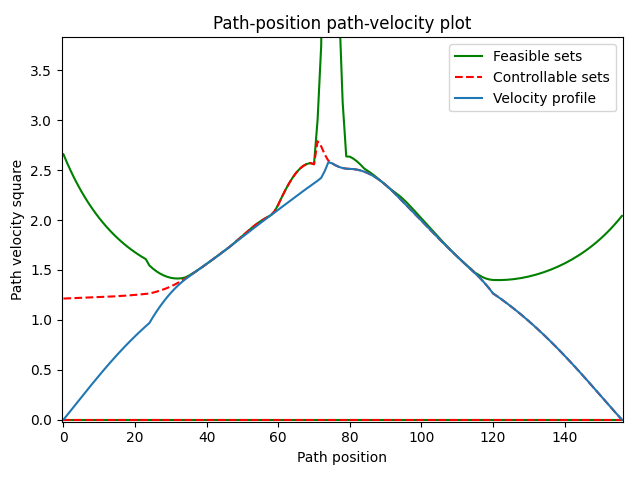 Path-position path-velocity plot
Feasible sets
Controllable sets
Velocity profile
Path velocity square
3.5
3.0
2.5
2.0
1.5
1.0
0.5
0.0
0 20 40 60 80 100 120 140
Path position